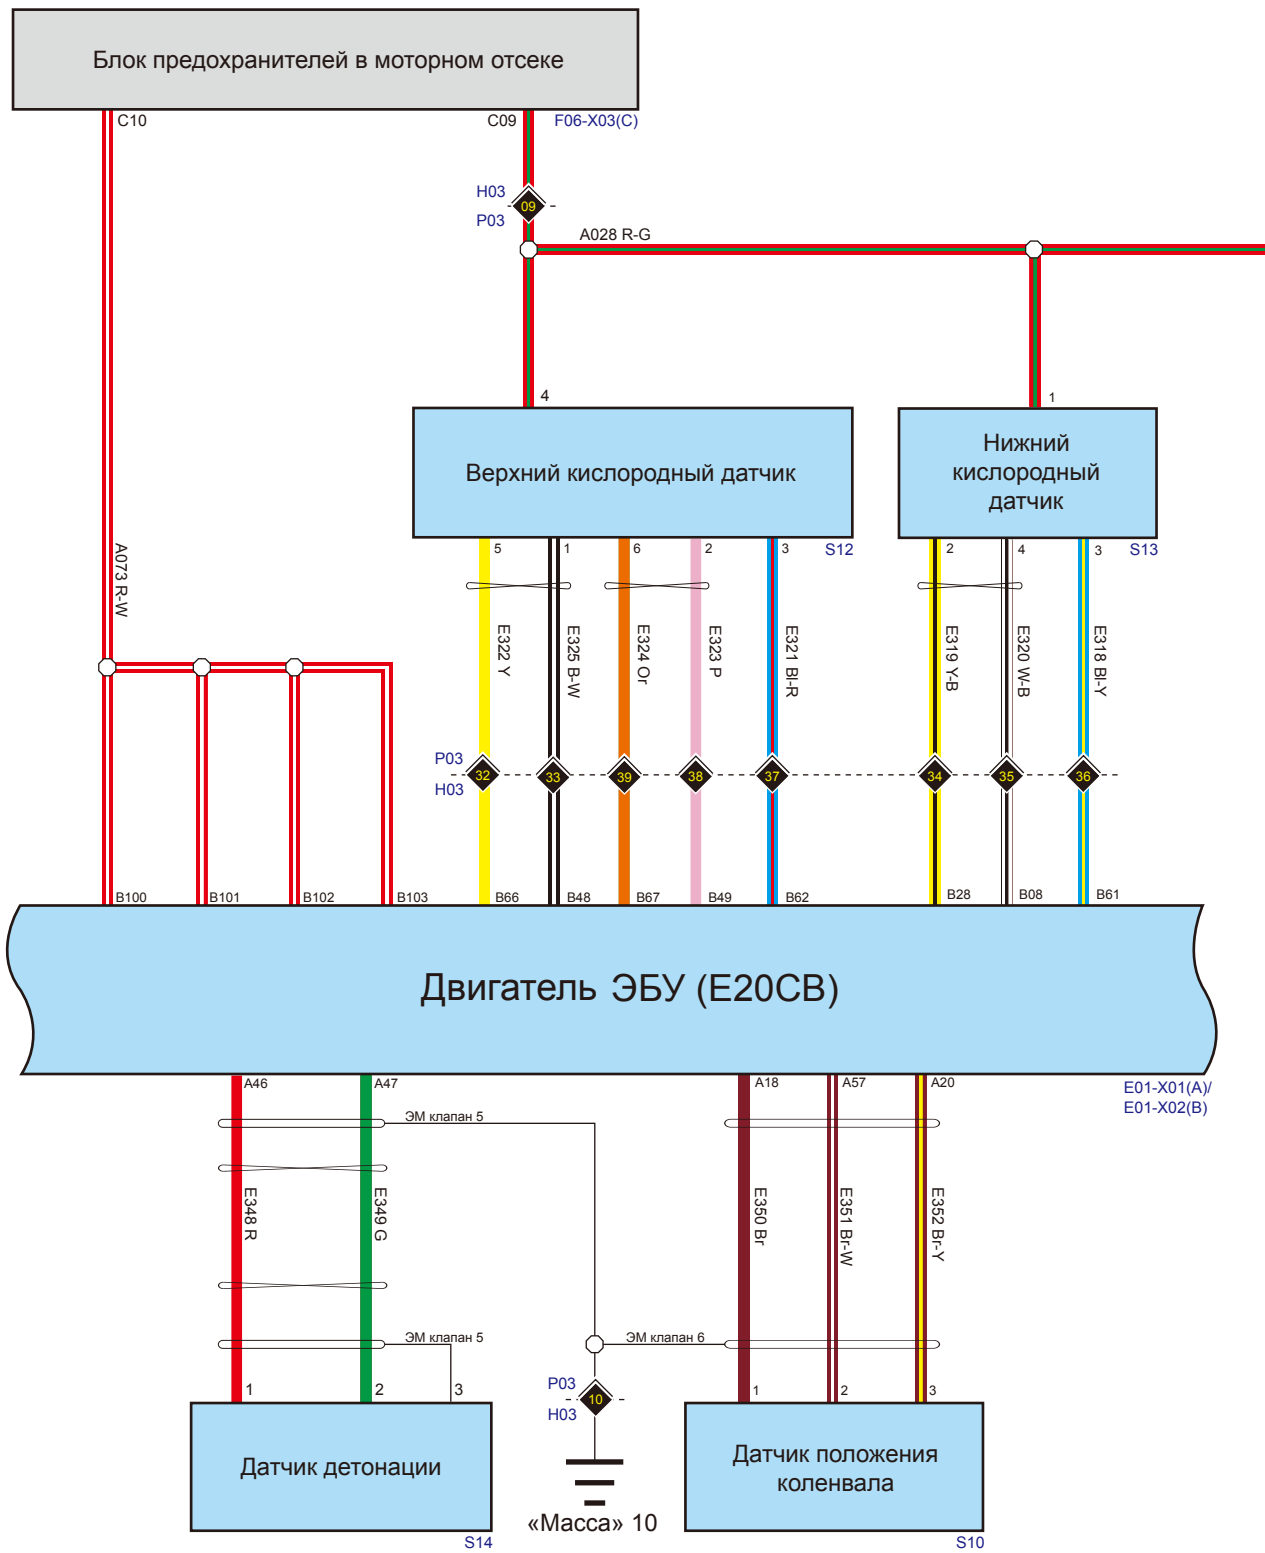 Блок предохранителей в моторном отсеке
C10
C09
F06-X03(C)
H03
09
P03
A028 R-G
4
1
Верхний кислородный датчик
Нижний
кислородный
датчик
5
1
6
2
3
S12
2
4
3
S13
A073 R-W
E322 Y
E325 B-W
E324 Or
E323 P
E321 Bl-R
E319 Y-B
E320 W-B
E318 Bl-Y
P03
H03
32
33
39
38
37
34
35
36
B100
B101
B102
B103
B66
B48
B67
B49
B62
B28
B08
B61
Двигатель ЭБУ (E20CB)
A46
A47
A18
A57
A20
E01-X01(A)/
E01-X02(B)
ЭМ клапан 5
E348 R
E349 G
E350 Br
E351 Br-W
E352 Br-Y
ЭМ клапан 5
ЭМ клапан 6
1
2
3
P03
10
H03
1
2
3
Датчик детонации
«Масса» 10
Датчик положения
коленвала
S14
S10